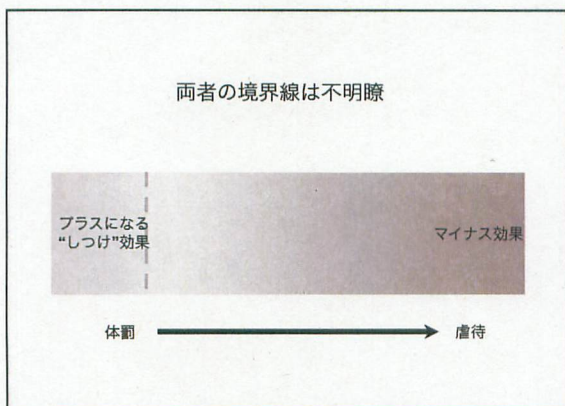 両者の境界線は不明瞭
プラスになる
“しつけ”効果
マイナス効果
体罰
虐待